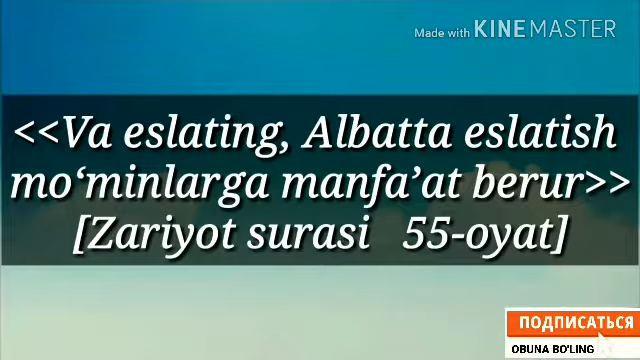 Made with KINEMASTER
<<Va eslating, Albatta eslatish
mo‘minlarga manfa’at berur>>
[Zariyot surasi 55-oyat]
ПОДПИСАТЬСЯ
OBUNA BO'LING